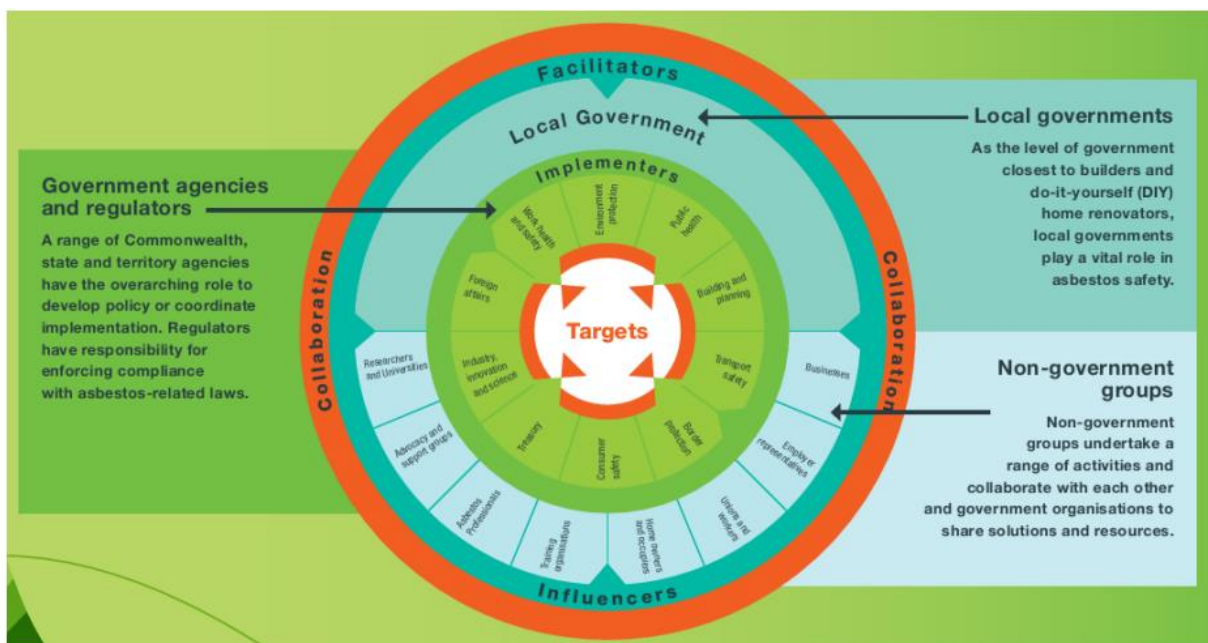 Facilitators
Local Government
Implementers
Collaboration
Collaboration
Influencers
Targets
Work health
and safety
Environment
protection
Public
health
Building and
planning
Transport
safety
Border
protection
Consumer
safety
Treasury
Industry,
innovation
and science
Foreign
affairs
Researchers
and Universities
Advocacy and
support groups
Asbestos
Professionals
Training
organisations
Home owners
and occupiers
Unions and
workers
Employer
representatives
Businesses
Government agencies
and regulators
A range of Commonwealth,
state and territory agencies
have the overarching role to
develop policy or coordinate
implementation. Regulators
have responsibility for
enforcing compliance
with asbestos-related laws.
Local governments
As the level of government
closest to builders and
do-it-yourself (DIY)
home renovators,
local governments
play a vital role in
asbestos safety.
Non-government
groups
Non-government
groups undertake a
range of activities and
collaborate with each other
and government organisations to
share solutions and resources.